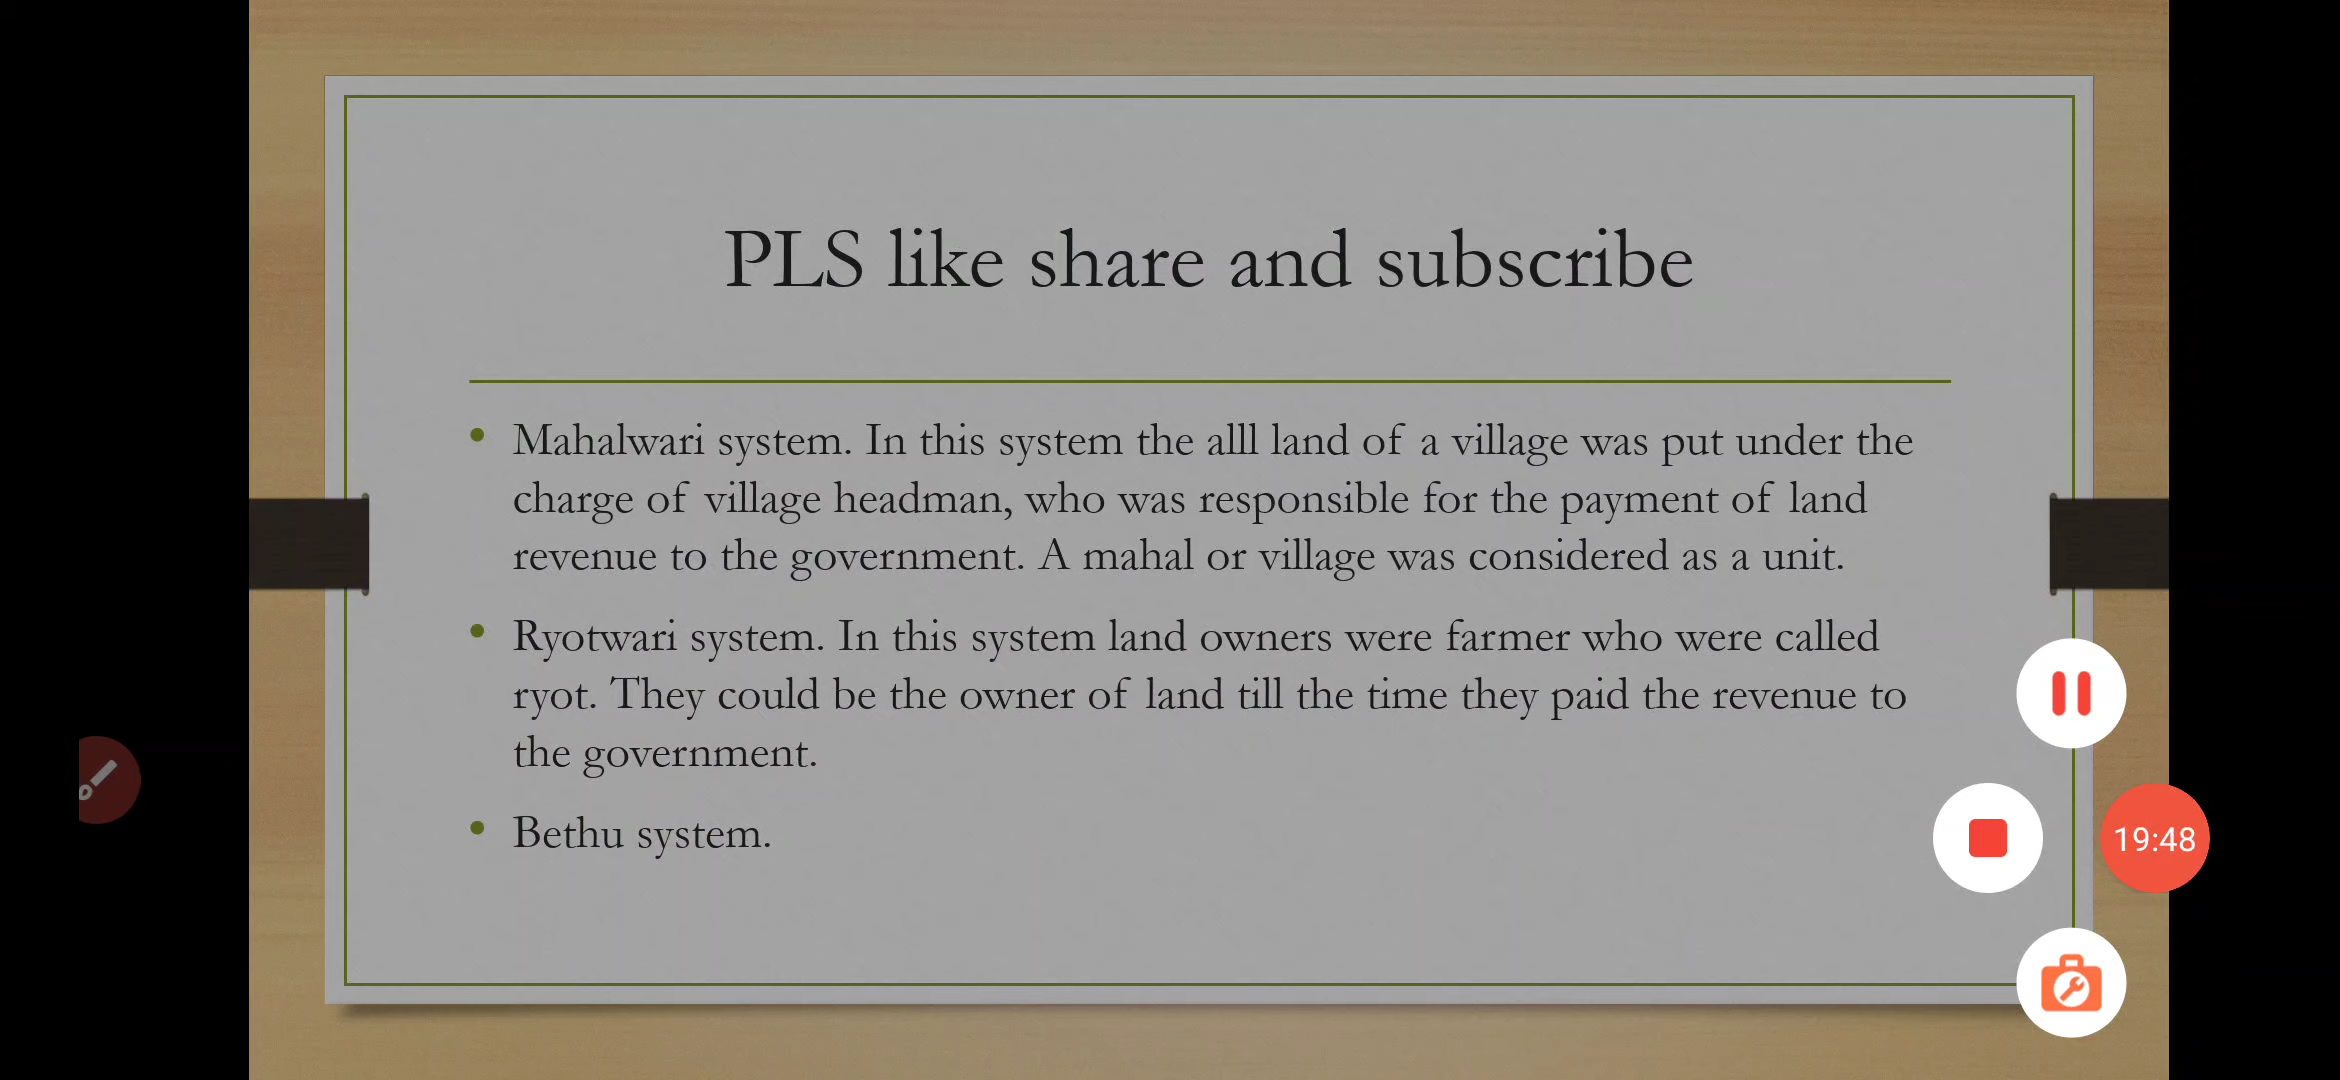 PLS like share and subscribe
• Mahalwari system. In this system the alll land of a village was put under the
charge of village headman, who was responsible for the payment of land
revenue to the government. A mahal or village was considered as a unit.
• Ryotwari system. In this system land owners were farmer who were called
ryot. They could be the owner of land till the time they paid the revenue to
the government.
• Bethu system.
19:48